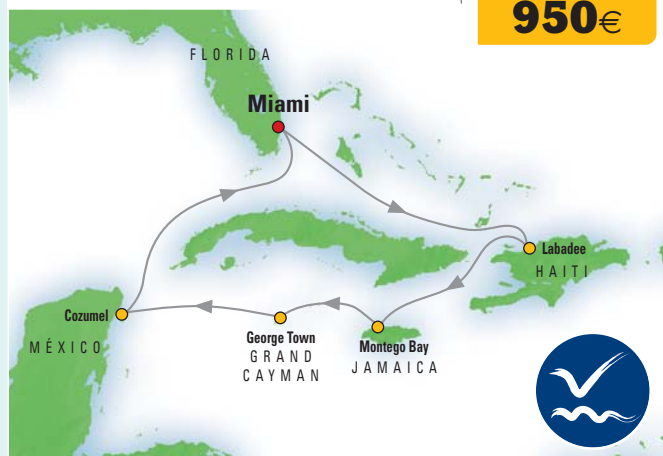 950€
FLORIDA
Miami
Labadee
HAITI
Cozumel
MÉXICO
George Town
GRAND
CAYMAN
Montego Bay
JAMAICA